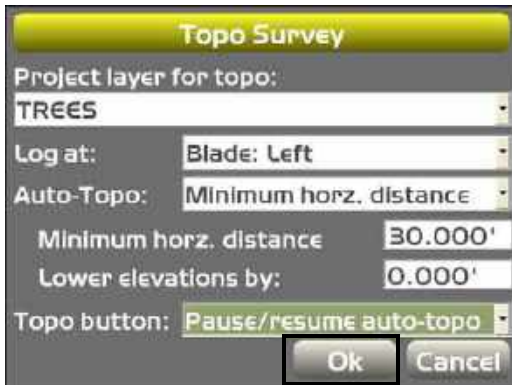 Topo Survey
Project layer for topo:
TREES
Log at: Blade: Left
Auto-Topo: Minimum horz. distance
Minimum horz. distance 30.000'
Lower elevations by: 0.000'
Topo button: Pause/resume auto-topo
Ok Cancel